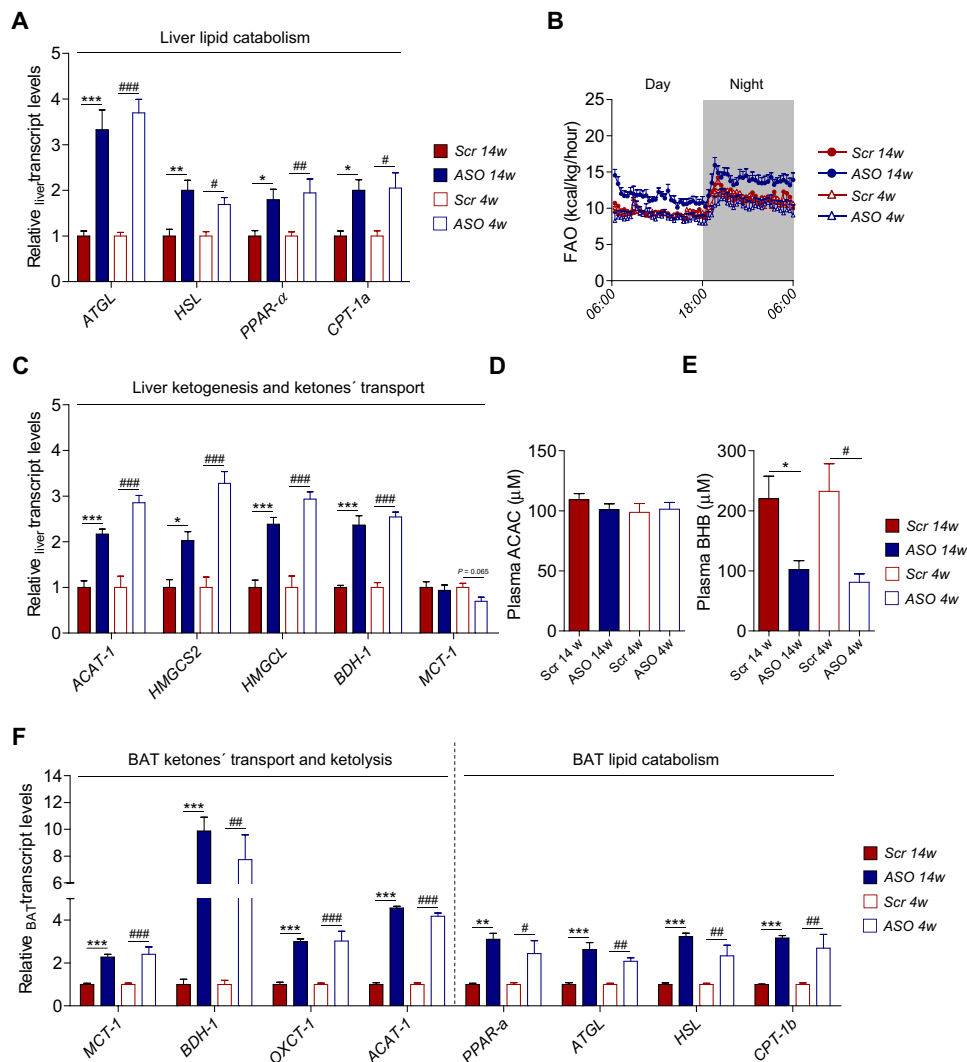 A
Liver lipid catabolism
Relative liver transcript levels
5
4
3
2
1
0
***
###
**
#
*
##
*
#
ATGL
HSL
PPAR-α
CPT-1a
Scr 14w
ASO 14w
Scr 4w
ASO 4w
B
Day
Night
FAO (kcal/kg/hour)
25
20
15
10
5
0
06:00
18:00
06:00
Scr 14w
ASO 14w
Scr 4w
ASO 4w
C
Liver ketogenesis and ketones´ transport
Relative liver transcript levels
5
4
3
2
1
0
***
###
*
###
***
###
***
###
P = 0.065
ACAT-1
HMGCS2
HMGCL
BDH-1
MCT-1
D
Plasma ACAC (μM)
150
100
50
0
Scr 14 w
ASO 14w
Scr 4w
ASO 4w
E
Plasma BHB (μM)
300
200
100
0
*
#
Scr 14 w
ASO 14w
Scr 4w
ASO 4w
Scr 14w
ASO 14w
Scr 4w
ASO 4w
F
BAT ketones´ transport and ketolysis
BAT lipid catabolism
Relative BAT transcript levels
14
12
10
8
6
4
2
0
***
###
***
##
***
###
***
###
**
#
***
##
***
##
***
##
MCT-1
BDH-1
OXCT-1
ACAT-1
PPAR-a
ATGL
HSL
CPT-1b
Scr 14w
ASO 14w
Scr 4w
ASO 4w